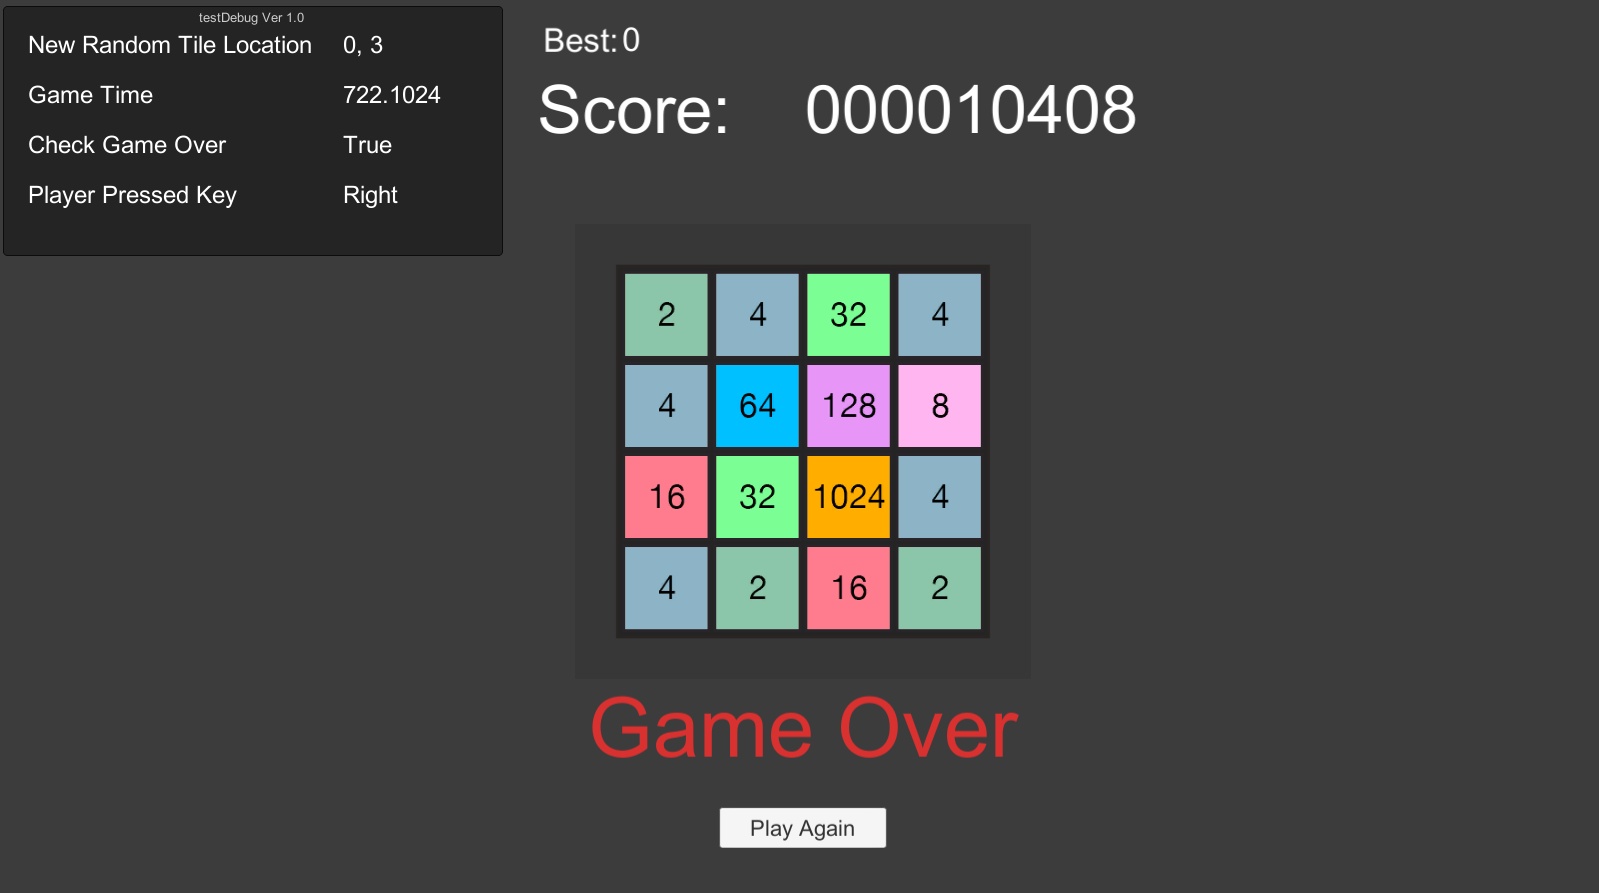 testDebug Ver 1.0
New Random Tile Location 0, 3
Game Time 722.1024
Check Game Over True
Player Pressed Key Right
Best: 0
Score: 000010408
2 4 32 4
4 64 128 8
16 32 1024 4
4 2 16 2
Game Over
Play Again